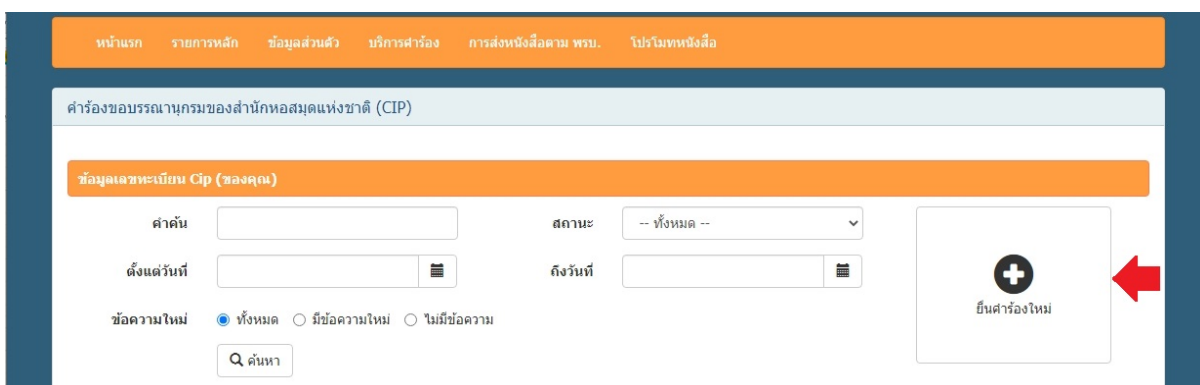 หน้าแรก รายการหลัก ข้อมูลส่วนตัว บริการคำร้อง การส่งหนังสือตาม พรบ. โปรโมทหนังสือ
คำร้องขอบรรณานุกรมของสำนักหอสมุดแห่งชาติ (CIP)
ข้อมูลเลขทะเบียน Cip (ของคุณ)
คำค้น สถานะ -- ทั้งหมด --
ตั้งแต่วันที่ ถึงวันที่
ยื่นคำร้องใหม่
ข้อความใหม่ ทั้งหมด มีข้อความใหม่ ไม่มีข้อความ
ค้นหา